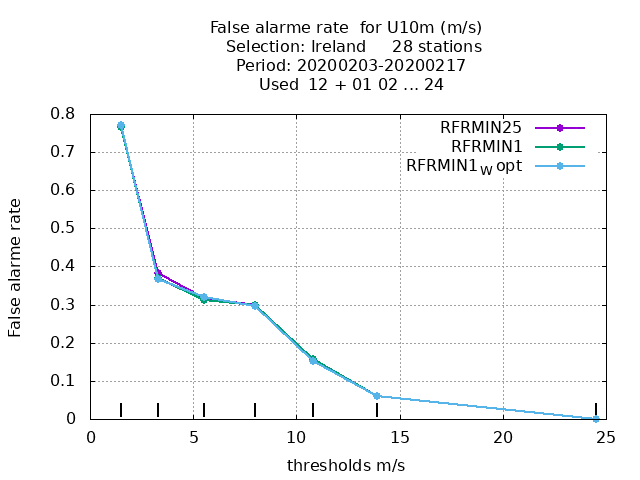 False alarme rate  for U10m (m/s)
Selection: Ireland     28 stations
Period: 20200203-20200217
Used  12 + 01 02 ... 24
RFRMIN25
RFRMIN1
RFRMIN1W opt
False alarme rate
0.8
0.7
0.6
0.5
0.4
0.3
0.2
0.1
0
0 5 10 15 20 25
thresholds m/s